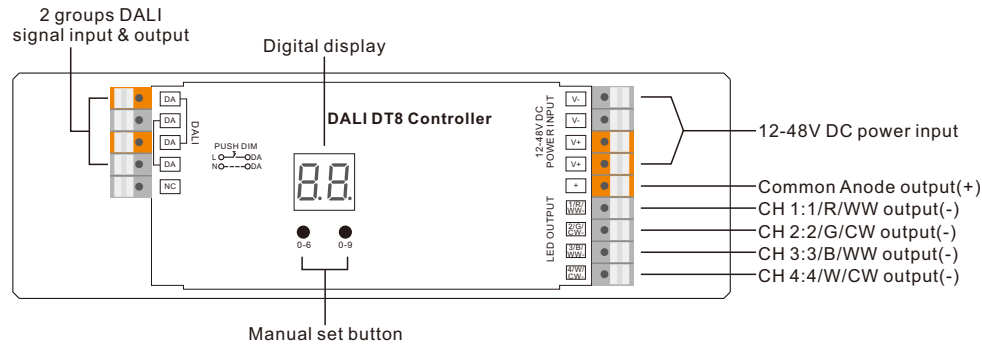 2 groups DALI
signal input & output
Digital display
DA
DA
DA
DA
NC
DALI
PUSH DIM
L DA
N DA
DALI DT8 Controller
8.8.
0-6
0-9
Manual set button
12-48V DC
POWER INPUT
LED OUTPUT
V-
V-
V+
V+
+
1/R/
WW-
2/G/
CW-
3/B/
WW-
4/W/
CW-
12-48V DC power input
Common Anode output(+)
CH 1:1/R/WW output(-)
CH 2:2/G/CW output(-)
CH 3:3/B/WW output(-)
CH 4:4/W/CW output(-)